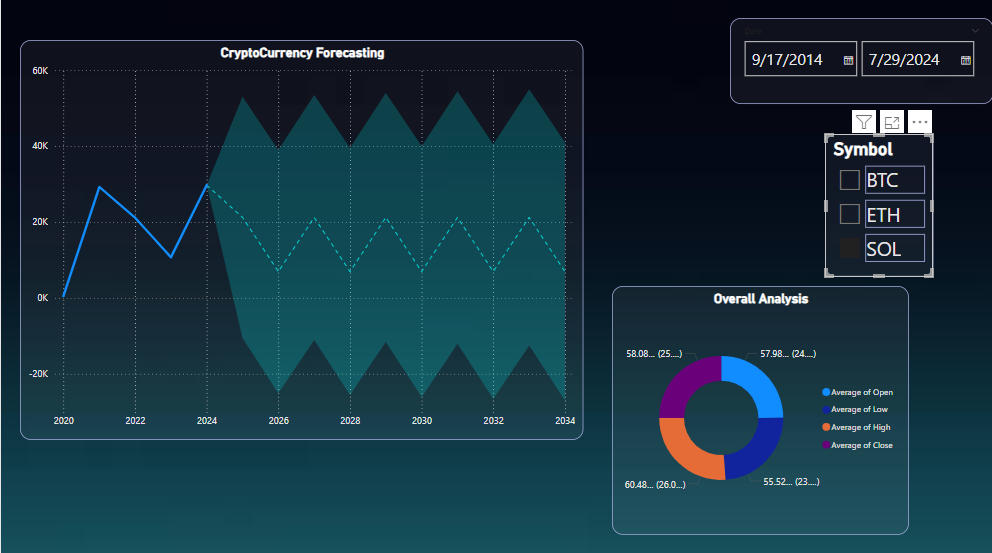 CryptoCurrency Forecasting
60K
40K
20K
0K
-20K
2020 2022 2024 2026 2028 2030 2032 2034
Date
9/17/2014 7/29/2024
Symbol
BTC
ETH
SOL
Overall Analysis
58.08... (25....) 57.98... (24....)
60.48... (26.0...) 55.52... (23....)
Average of Open
Average of Low
Average of High
Average of Close